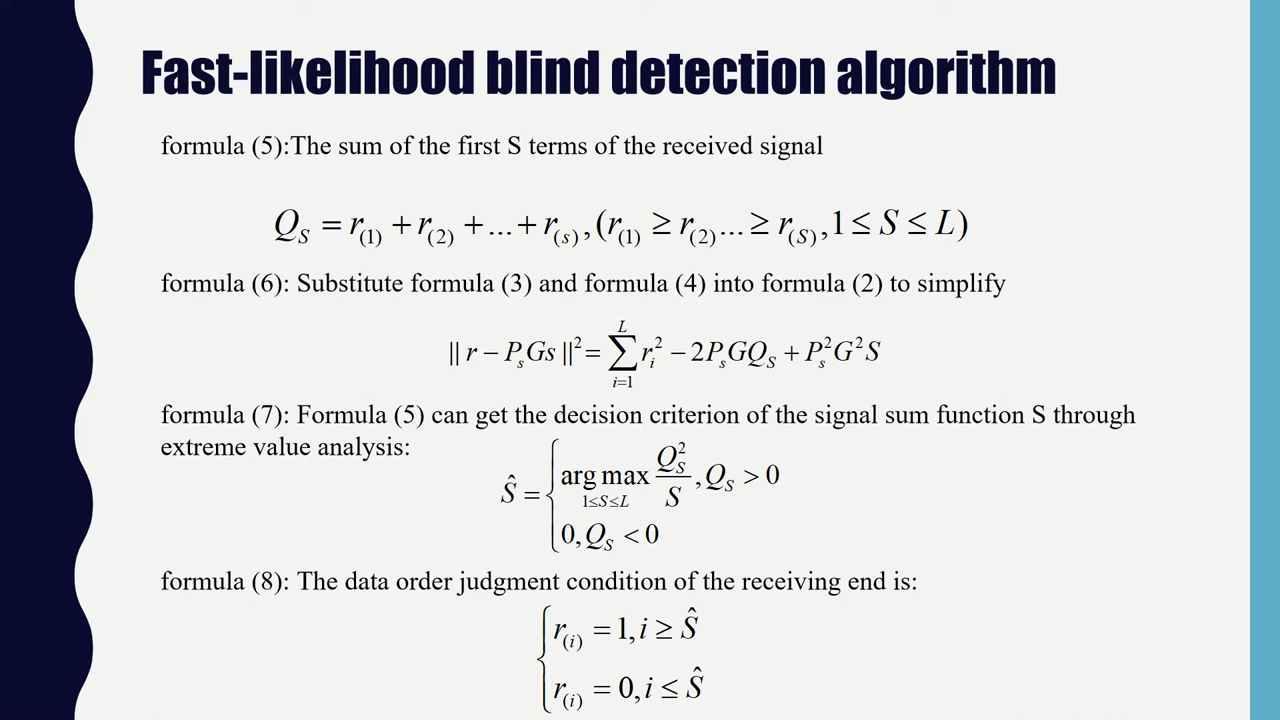 Fast-likelihood blind detection algorithm
formula (5):The sum of the first S terms of the received signal
Q_S = r_(1) + r_(2) + ... + r_(s), (r_(1) ≥ r_(2)... ≥ r_(S), 1 ≤ S ≤ L)
formula (6): Substitute formula (3) and formula (4) into formula (2) to simplify
|| r − P_s Gs ||² = ∑_{i=1}^{L} r_i² − 2P_s GQ_S + P_s² G² S
formula (7): Formula (5) can get the decision criterion of the signal sum function S through
extreme value analysis:
Ŝ = { arg max_{1≤S≤L} Q_S²/S , Q_S > 0
0, Q_S < 0
formula (8): The data order judgment condition of the receiving end is:
{ r_(i) = 1, i ≥ Ŝ
r_(i) = 0, i ≤ Ŝ